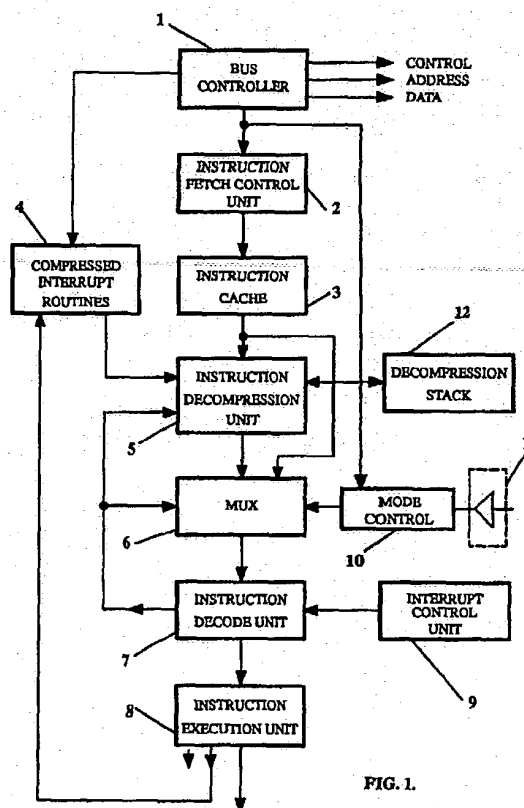 1
BUS
CONTROLLER
CONTROL
ADDRESS
DATA
INSTRUCTION
FETCH CONTROL
UNIT
2
4
COMPRESSED
INTERRUPT
ROUTINES
INSTRUCTION
CACHE
3
12
INSTRUCTION
DECOMPRESSION
UNIT
5
DECOMPRESSION
STACK
MUX
6
MODE
CONTROL
10
INSTRUCTION
DECODE UNIT
7
INTERRUPT
CONTROL
UNIT
9
8
INSTRUCTION
EXECUTION UNIT
FIG. 1.